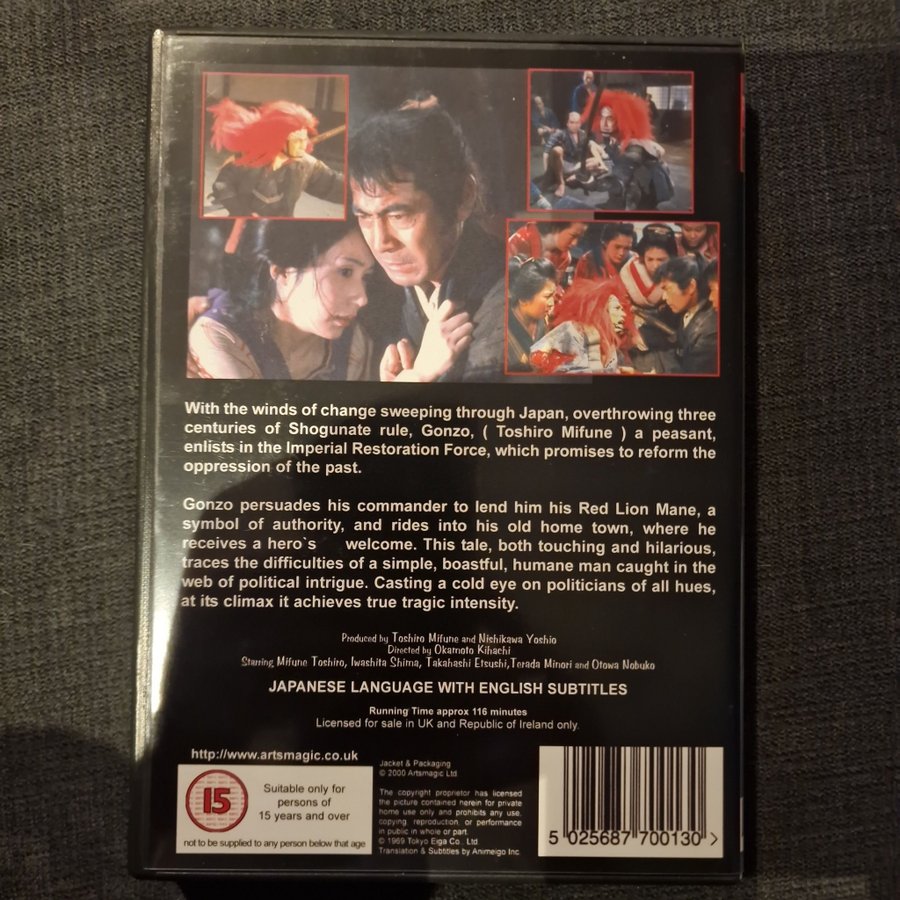 With the winds of change sweeping through Japan, overthrowing three
centuries of Shogunate rule, Gonzo, ( Toshiro Mifune ) a peasant,
enlists in the Imperial Restoration Force, which promises to reform the
oppression of the past.
Gonzo persuades his commander to lend him his Red Lion Mane, a
symbol of authority, and rides into his old home town, where he
receives a hero`s welcome. This tale, both touching and hilarious,
traces the difficulties of a simple, boastful, humane man caught in the
web of political intrigue. Casting a cold eye on politicians of all hues,
at its climax it achieves true tragic intensity.
Produced by Toshiro Mifune and Nishikawa Yoshio
Directed by Okamoto Kihachi
Starring Mifune Toshiro, Iwashita Shima, Takahashi Etsushi,Terada Minori and Otowa Nobuko
JAPANESE LANGUAGE WITH ENGLISH SUBTITLES
Running Time approx 116 minutes
Licensed for sale in UK and Republic of Ireland only.
http://www.artsmagic.co.uk
15
Suitable only for
persons of
15 years and over
not to be supplied to any person below that age
Jacket & Packaging
© 2000 Artsmagic Ltd.
The copyright proprietor has licensed
the picture contained herein for private
home use only and prohibits any use,
copying, reproduction, or performance
in public in whole or part.
© 1969 Tokyo Eiga Co., Ltd.
Translation & Subtitles by Animeigo Inc.
5 025687 700130 >